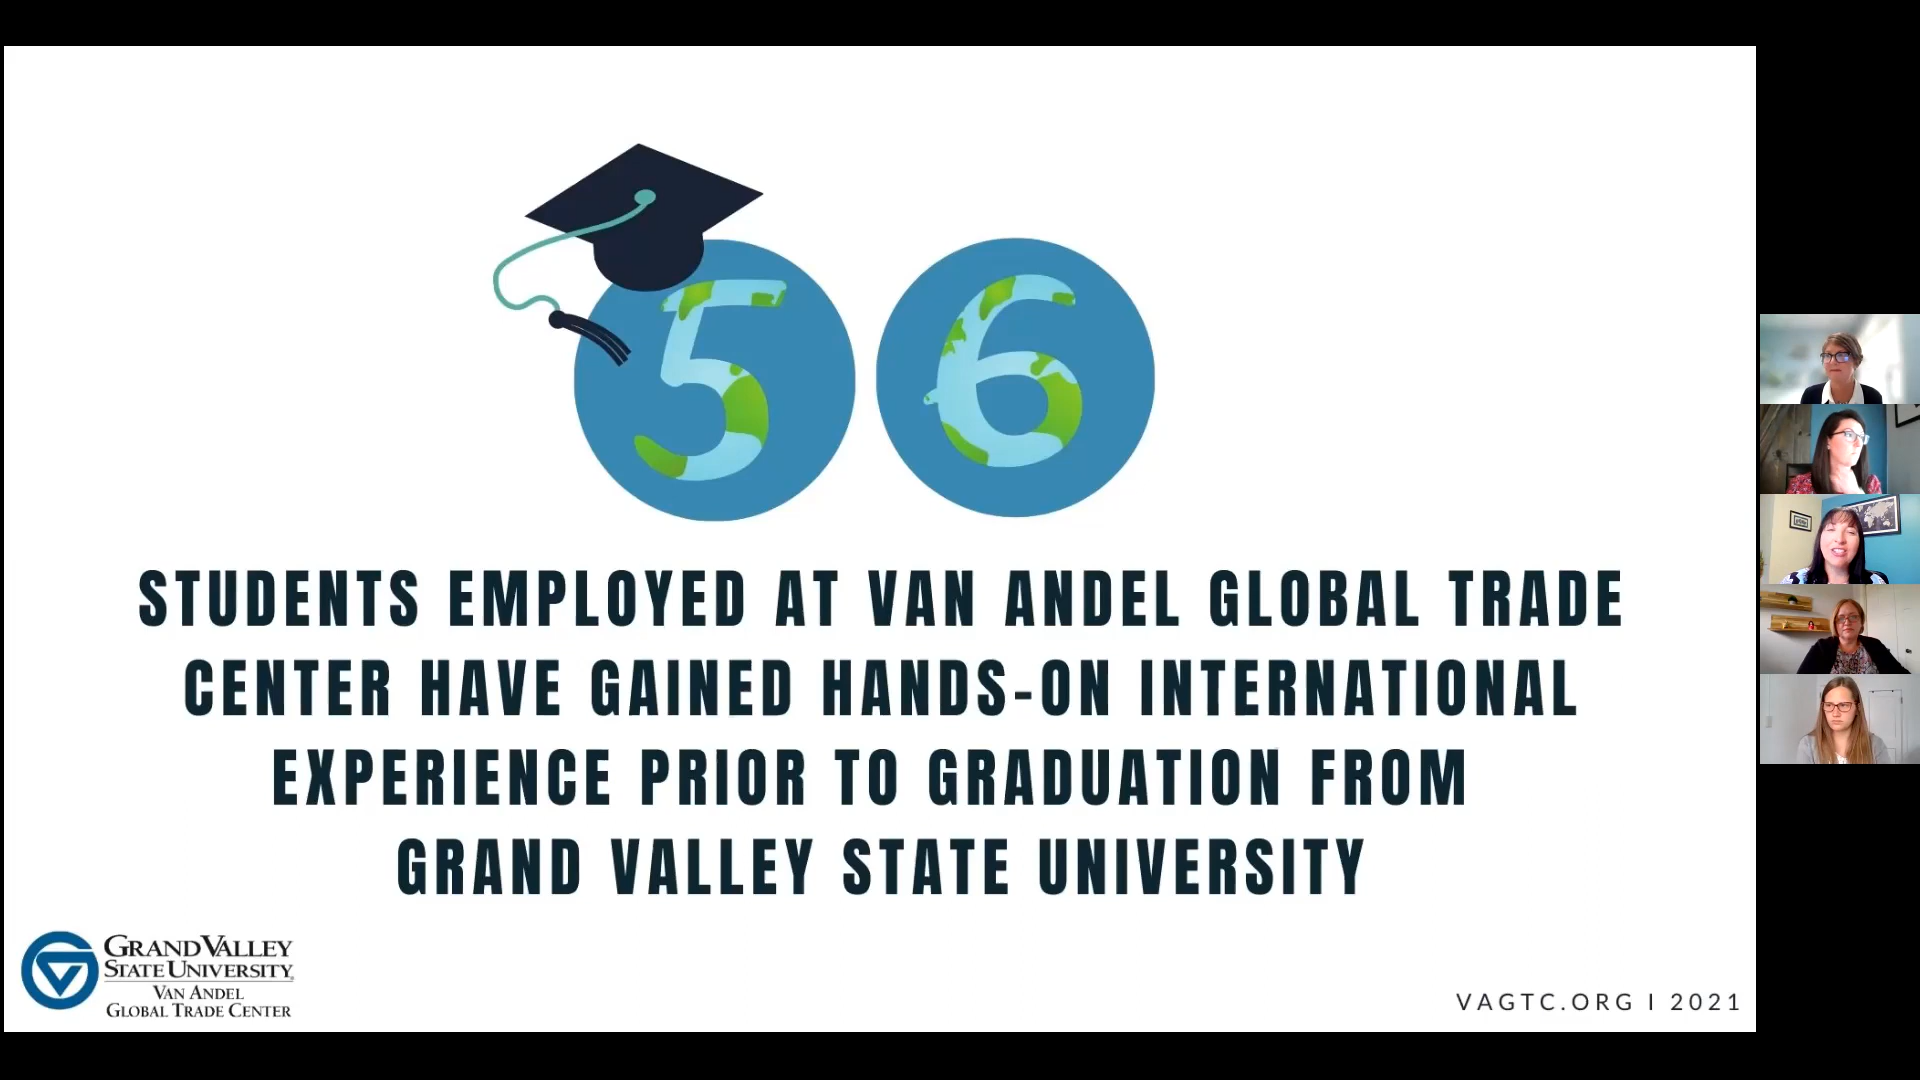 56
STUDENTS EMPLOYED AT VAN ANDEL GLOBAL TRADE
CENTER HAVE GAINED HANDS-ON INTERNATIONAL
EXPERIENCE PRIOR TO GRADUATION FROM
GRAND VALLEY STATE UNIVERSITY
GRAND VALLEY
STATE UNIVERSITY
VAN ANDEL
GLOBAL TRADE CENTER
VAGTC.ORG I 2021